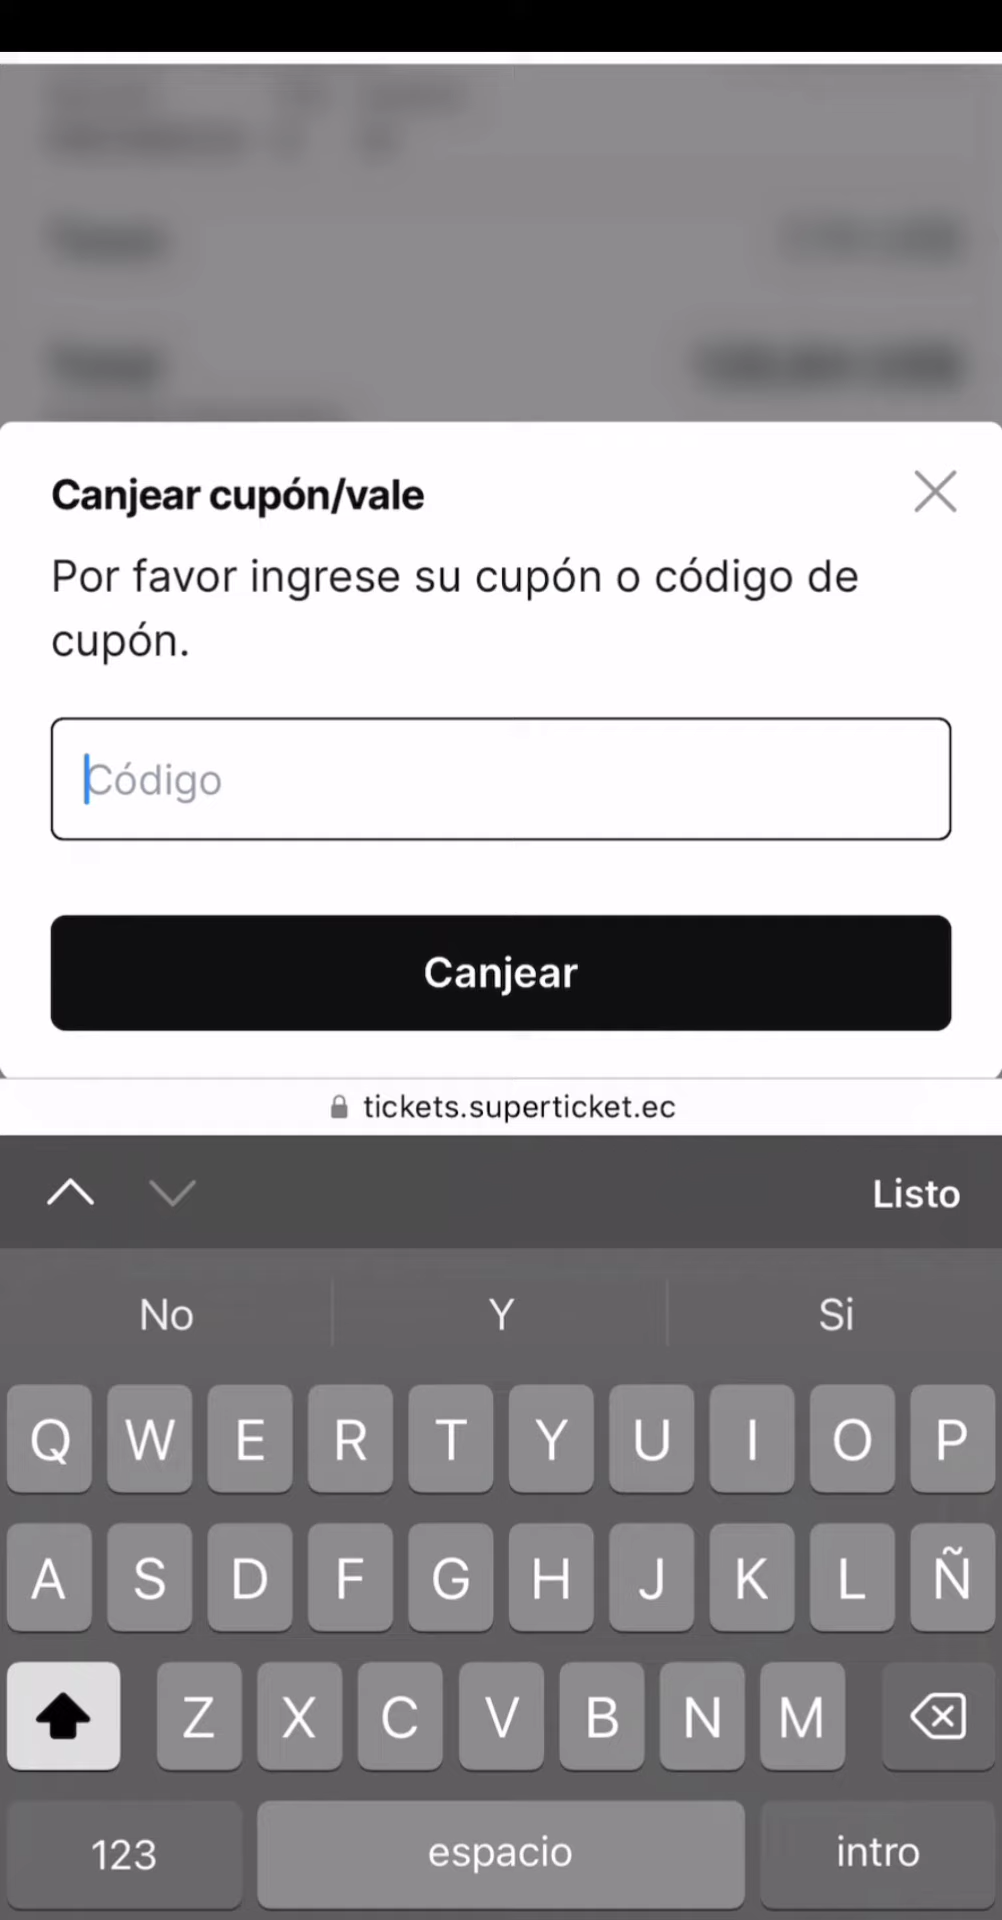 Canjear cupón/vale
Por favor ingrese su cupón o código de
cupón.
Código
Canjear
tickets.superticket.ec
Listo
No Y Si
Q W E R T Y U I O P
A S D F G H J K L Ñ
Z X C V B N M
123 espacio intro